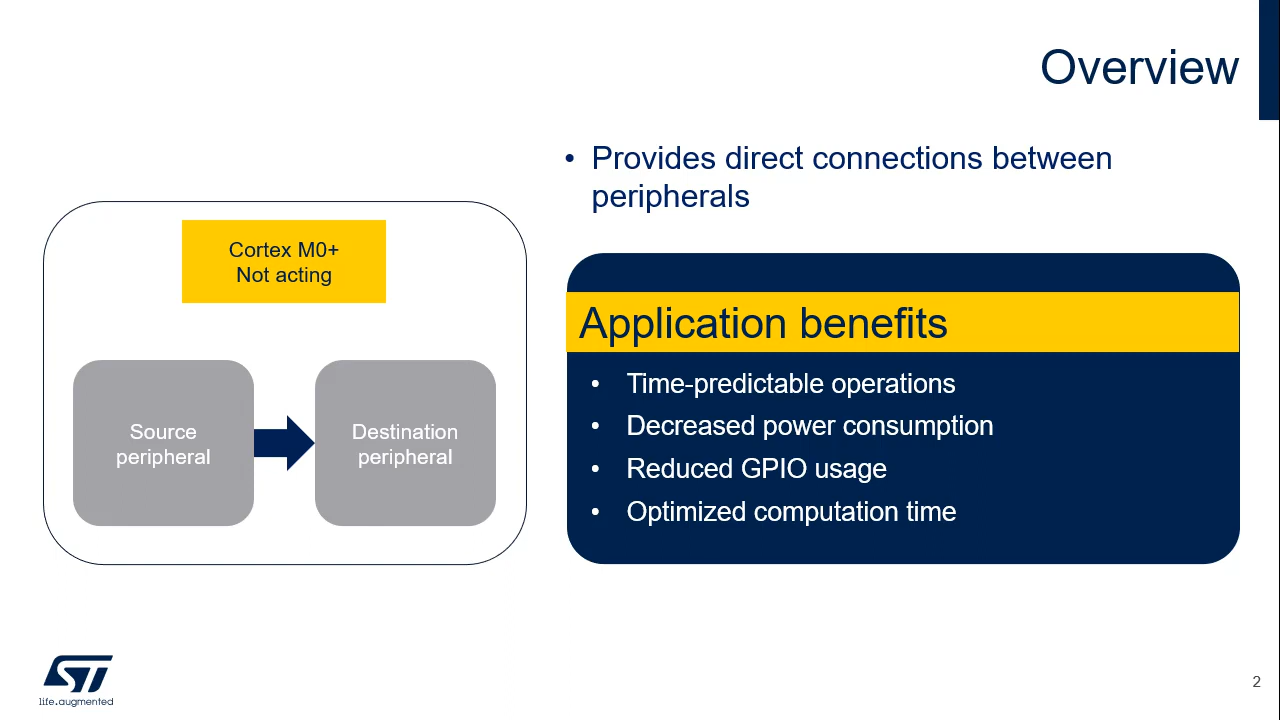 Overview
• Provides direct connections between
peripherals
Cortex M0+
Not acting
Source
peripheral
Destination
peripheral
Application benefits
• Time-predictable operations
• Decreased power consumption
• Reduced GPIO usage
• Optimized computation time
ST
life.augmented
2